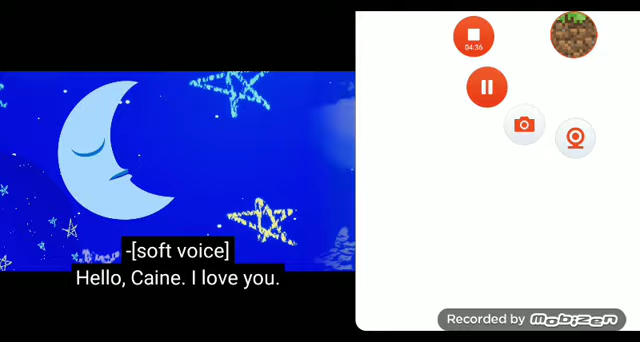 04:36
-[soft voice]
Hello, Caine. I love you.
Recorded by Mobizen